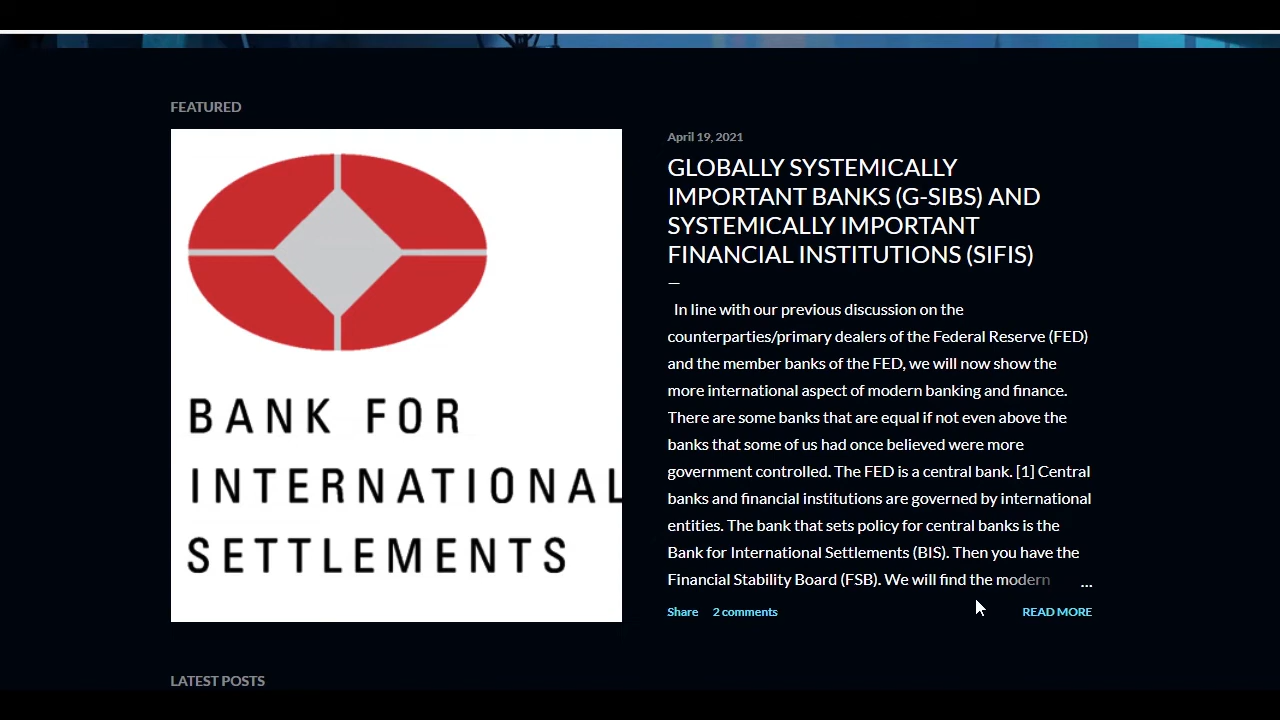 FEATURED
BANK FOR
INTERNATIONAL
SETTLEMENTS
April 19, 2021
GLOBALLY SYSTEMICALLY
IMPORTANT BANKS (G-SIBS) AND
SYSTEMICALLY IMPORTANT
FINANCIAL INSTITUTIONS (SIFIS)
—
In line with our previous discussion on the
counterparties/primary dealers of the Federal Reserve (FED)
and the member banks of the FED, we will now show the
more international aspect of modern banking and finance.
There are some banks that are equal if not even above the
banks that some of us had once believed were more
government controlled. The FED is a central bank. [1] Central
banks and financial institutions are governed by international
entities. The bank that sets policy for central banks is the
Bank for International Settlements (BIS). Then you have the
Financial Stability Board (FSB). We will find the modern ...
Share 2 comments READ MORE
LATEST POSTS